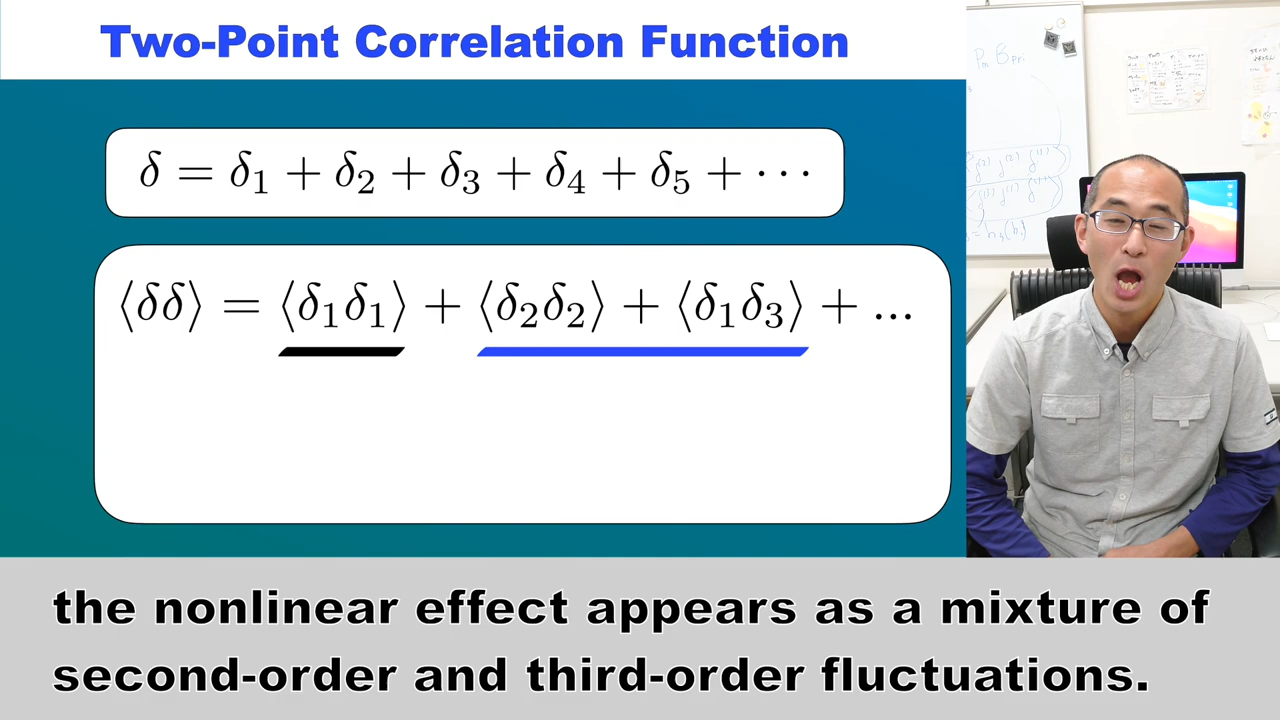 Two-Point Correlation Function
δ = δ₁ + δ₂ + δ₃ + δ₄ + δ₅ + ···
⟨δδ⟩ = ⟨δ₁δ₁⟩ + ⟨δ₂δ₂⟩ + ⟨δ₁δ₃⟩ + ...
the nonlinear effect appears as a mixture of
second-order and third-order fluctuations.